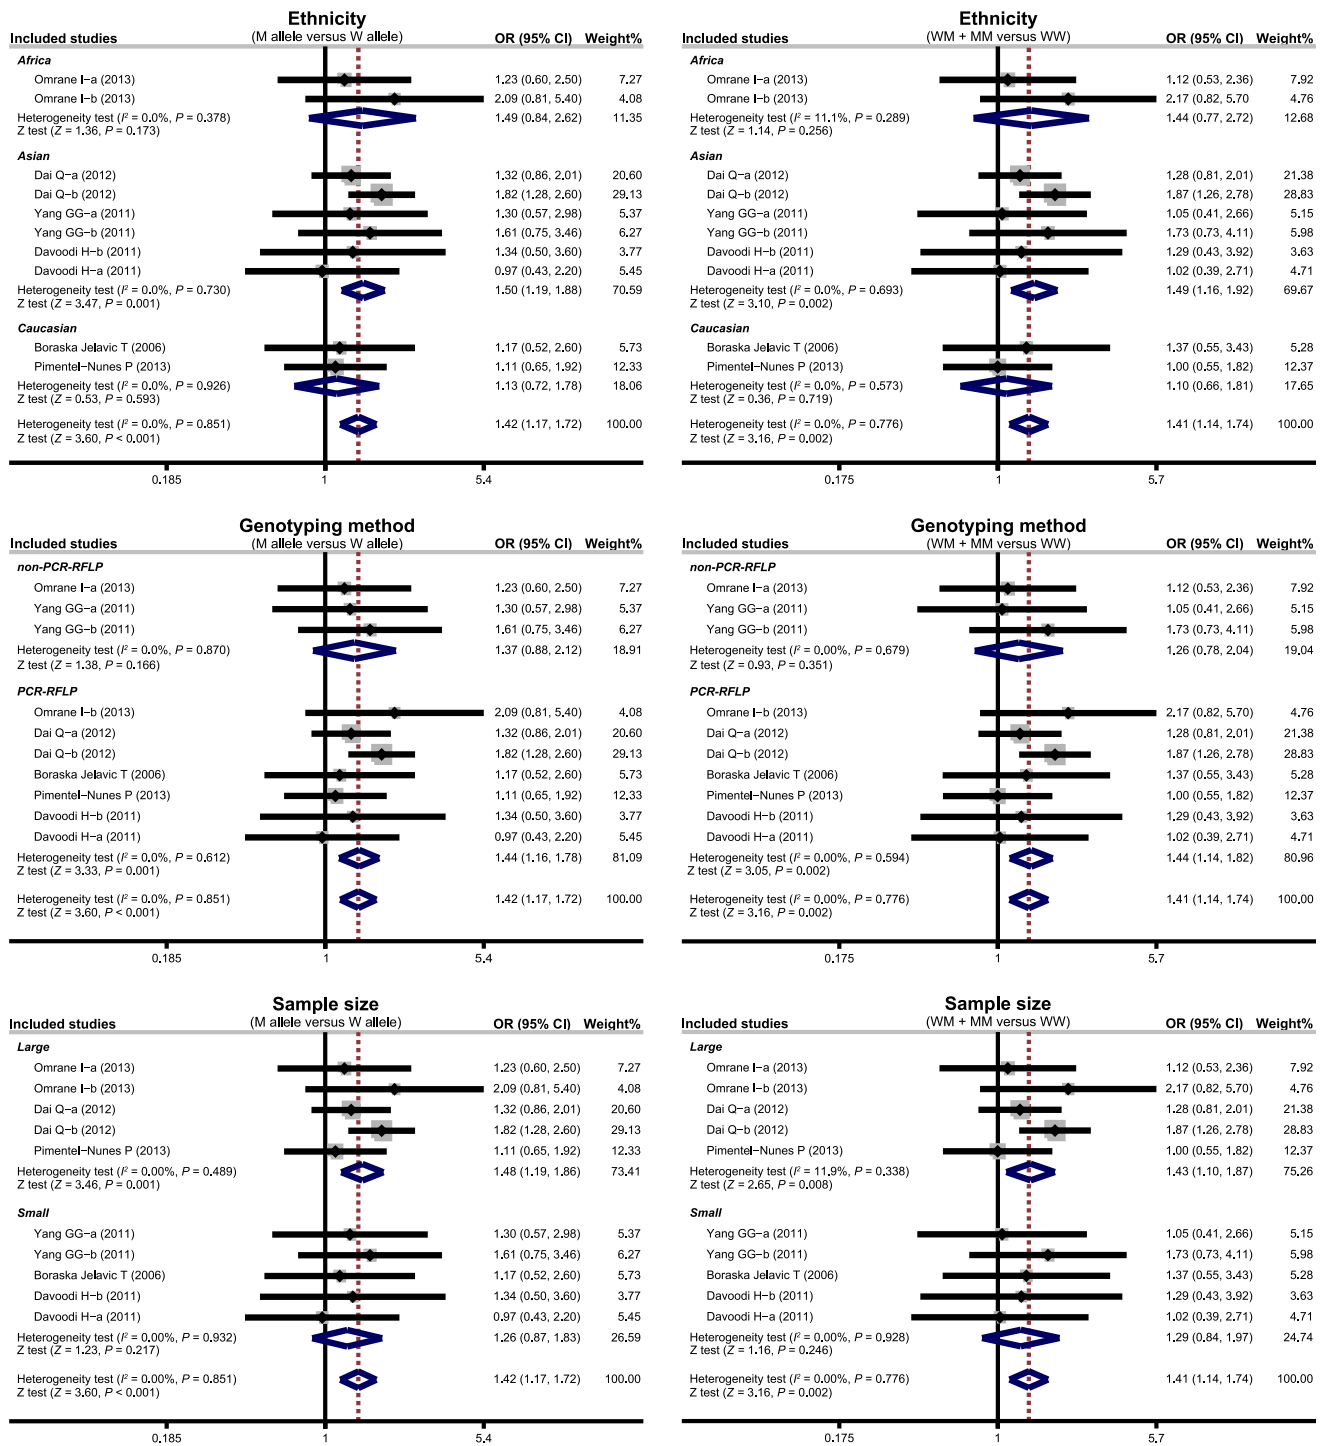 Ethnicity
(M allele versus W allele)
Included studies OR (95% CI) Weight%
Africa
Omrane I−a (2013) 1.23 (0.60, 2.50) 7.27
Omrane I−b (2013) 2.09 (0.81, 5.40) 4.08
Heterogeneity test (I² = 0.0%, P = 0.378) 1.49 (0.84, 2.62) 11.35
Z test (Z = 1.36, P = 0.173)
Asian
Dai Q−a (2012) 1.32 (0.86, 2.01) 20.60
Dai Q−b (2012) 1.82 (1.28, 2.60) 29.13
Yang GG−a (2011) 1.30 (0.57, 2.98) 5.37
Yang GG−b (2011) 1.61 (0.75, 3.46) 6.27
Davoodi H−b (2011) 1.34 (0.50, 3.60) 3.77
Davoodi H−a (2011) 0.97 (0.43, 2.20) 5.45
Heterogeneity test (I² = 0.0%, P = 0.730) 1.50 (1.19, 1.88) 70.59
Z test (Z = 3.47, P = 0.001)
Caucasian
Boraska Jelavic T (2006) 1.17 (0.52, 2.60) 5.73
Pimentel−Nunes P (2013) 1.11 (0.65, 1.92) 12.33
Heterogeneity test (I² = 0.0%, P = 0.926) 1.13 (0.72, 1.78) 18.06
Z test (Z = 0.53, P = 0.593)
Heterogeneity test (I² = 0.0%, P = 0.851) 1.42 (1.17, 1.72) 100.00
Z test (Z = 3.60, P < 0.001)
0.185 1 5.4
Ethnicity
(WM + MM versus WW)
Included studies OR (95% CI) Weight%
Africa
Omrane I−a (2013) 1.12 (0.53, 2.36) 7.92
Omrane I−b (2013) 2.17 (0.82, 5.70 4.76
Heterogeneity test (I² = 11.1%, P = 0.289) 1.44 (0.77, 2.72) 12.68
Z test (Z = 1.14, P = 0.256)
Asian
Dai Q−a (2012) 1.28 (0.81, 2.01) 21.38
Dai Q−b (2012) 1.87 (1.26, 2.78) 28.83
Yang GG−a (2011) 1.05 (0.41, 2.66) 5.15
Yang GG−b (2011) 1.73 (0.73, 4.11) 5.98
Davoodi H−b (2011) 1.29 (0.43, 3.92) 3.63
Davoodi H−a (2011) 1.02 (0.39, 2.71) 4.71
Heterogeneity test (I² = 0.0%, P = 0.693) 1.49 (1.16, 1.92) 69.67
Z test (Z = 3.10, P = 0.002)
Caucasian
Boraska Jelavic T (2006) 1.37 (0.55, 3.43) 5.28
Pimentel−Nunes P (2013) 1.00 (0.55, 1.82) 12.37
Heterogeneity test (I² = 0.0%, P = 0.573) 1.10 (0.66, 1.81) 17.65
Z test (Z = 0.36, P = 0.719)
Heterogeneity test (I² = 0.0%, P = 0.776) 1.41 (1.14, 1.74) 100.00
Z test (Z = 3.16, P = 0.002)
0.175 1 5.7
Genotyping method
(M allele versus W allele)
Included studies OR (95% CI) Weight%
non-PCR-RFLP
Omrane I−a (2013) 1.23 (0.60, 2.50) 7.27
Yang GG−a (2011) 1.30 (0.57, 2.98) 5.37
Yang GG−b (2011) 1.61 (0.75, 3.46) 6.27
Heterogeneity test (I² = 0.0%, P = 0.870) 1.37 (0.88, 2.12) 18.91
Z test (Z = 1.38, P = 0.166)
PCR-RFLP
Omrane I−b (2013) 2.09 (0.81, 5.40) 4.08
Dai Q−a (2012) 1.32 (0.86, 2.01) 20.60
Dai Q−b (2012) 1.82 (1.28, 2.60) 29.13
Boraska Jelavic T (2006) 1.17 (0.52, 2.60) 5.73
Pimentel−Nunes P (2013) 1.11 (0.65, 1.92) 12.33
Davoodi H−b (2011) 1.34 (0.50, 3.60) 3.77
Davoodi H−a (2011) 0.97 (0.43, 2.20) 5.45
Heterogeneity test (I² = 0.0%, P = 0.612) 1.44 (1.16, 1.78) 81.09
Z test (Z = 3.33, P = 0.001)
Heterogeneity test (I² = 0.0%, P = 0.851) 1.42 (1.17, 1.72) 100.00
Z test (Z = 3.60, P < 0.001)
0.185 1 5.4
Genotyping method
(WM + MM versus WW)
Included studies OR (95% CI) Weight%
non-PCR-RFLP
Omrane I−a (2013) 1.12 (0.53, 2.36) 7.92
Yang GG−a (2011) 1.05 (0.41, 2.66) 5.15
Yang GG−b (2011) 1.73 (0.73, 4.11) 5.98
Heterogeneity test (I² = 0.00%, P = 0.679) 1.26 (0.78, 2.04) 19.04
Z test (Z = 0.93, P = 0.351)
PCR-RFLP
Omrane I−b (2013) 2.17 (0.82, 5.70) 4.76
Dai Q−a (2012) 1.28 (0.81, 2.01) 21.38
Dai Q−b (2012) 1.87 (1.26, 2.78) 28.83
Boraska Jelavic T (2006) 1.37 (0.55, 3.43) 5.28
Pimentel−Nunes P (2013) 1.00 (0.55, 1.82) 12.37
Davoodi H−b (2011) 1.29 (0.43, 3.92) 3.63
Davoodi H−a (2011) 1.02 (0.39, 2.71) 4.71
Heterogeneity test (I² = 0.00%, P = 0.594) 1.44 (1.14, 1.82) 80.96
Z test (Z = 3.05, P = 0.002)
Heterogeneity test (I² = 0.00%, P = 0.776) 1.41 (1.14, 1.74) 100.00
Z test (Z = 3.16, P = 0.002)
0.175 1 5.7
Sample size
(M allele versus W allele)
Included studies OR (95% CI) Weight%
Large
Omrane I−a (2013) 1.23 (0.60, 2.50) 7.27
Omrane I−b (2013) 2.09 (0.81, 5.40) 4.08
Dai Q−a (2012) 1.32 (0.86, 2.01) 20.60
Dai Q−b (2012) 1.82 (1.28, 2.60) 29.13
Pimentel−Nunes P (2013) 1.11 (0.65, 1.92) 12.33
Heterogeneity test (I² = 0.00%, P = 0.489) 1.48 (1.19, 1.86) 73.41
Z test (Z = 3.46, P = 0.001)
Small
Yang GG−a (2011) 1.30 (0.57, 2.98) 5.37
Yang GG−b (2011) 1.61 (0.75, 3.46) 6.27
Boraska Jelavic T (2006) 1.17 (0.52, 2.60) 5.73
Davoodi H−b (2011) 1.34 (0.50, 3.60) 3.77
Davoodi H−a (2011) 0.97 (0.43, 2.20) 5.45
Heterogeneity test (I² = 0.00%, P = 0.932) 1.26 (0.87, 1.83) 26.59
Z test (Z = 1.23, P = 0.217)
Heterogeneity test (I² = 0.00%, P = 0.851) 1.42 (1.17, 1.72) 100.00
Z test (Z = 3.60, P < 0.001)
0.185 1 5.4
Sample size
(WM + MM versus WW)
Included studies OR (95% CI) Weight%
Large
Omrane I−a (2013) 1.12 (0.53, 2.36) 7.92
Omrane I−b (2013) 2.17 (0.82, 5.70) 4.76
Dai Q−a (2012) 1.28 (0.81, 2.01) 21.38
Dai Q−b (2012) 1.87 (1.26, 2.78) 28.83
Pimentel−Nunes P (2013) 1.00 (0.55, 1.82) 12.37
Heterogeneity test (I² = 11.9%, P = 0.338) 1.43 (1.10, 1.87) 75.26
Z test (Z = 2.65, P = 0.008)
Small
Yang GG−a (2011) 1.05 (0.41, 2.66) 5.15
Yang GG−b (2011) 1.73 (0.73, 4.11) 5.98
Boraska Jelavic T (2006) 1.37 (0.55, 3.43) 5.28
Davoodi H−b (2011) 1.29 (0.43, 3.92) 3.63
Davoodi H−a (2011) 1.02 (0.39, 2.71) 4.71
Heterogeneity test (I² = 0.00%, P = 0.928) 1.29 (0.84, 1.97) 24.74
Z test (Z = 1.16, P = 0.246)
Heterogeneity test (I² = 0.00%, P = 0.776) 1.41 (1.14, 1.74) 100.00
Z test (Z = 3.16, P = 0.002)
0.175 1 5.7